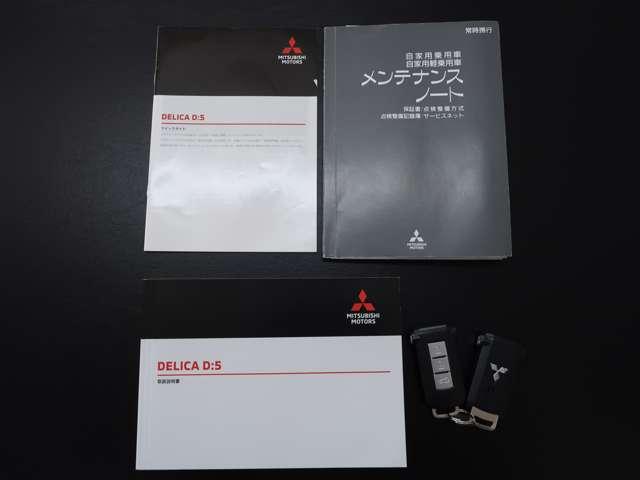 MITSUBISHI
MOTORS
DELICA D:5
クイックガイド
常時携行
自家用乗用車
自家用軽乗用車
メンテナンス
ノート
保証書 点検整備方式
点検整備記録簿 サービスネット
MITSUBISHI
MOTORS
MITSUBISHI
MOTORS
DELICA D:5
取扱説明書